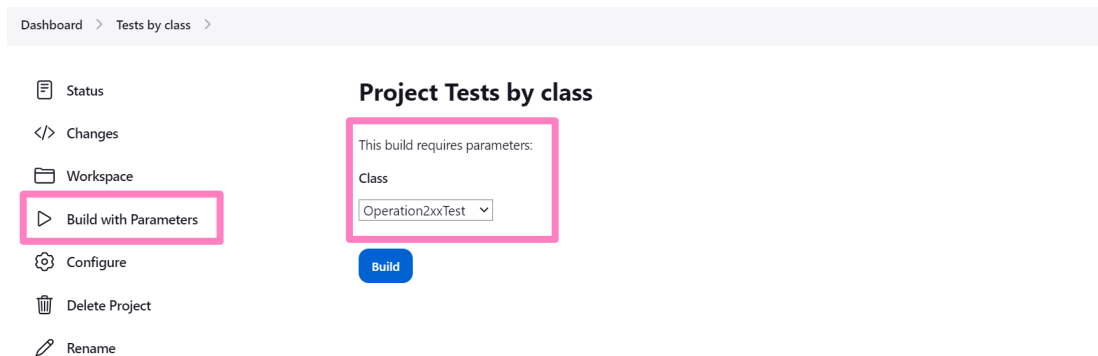 Dashboard > Tests by class >
Status
Changes
Workspace
Build with Parameters
Configure
Delete Project
Rename
Project Tests by class
This build requires parameters:
Class
Operation2xxTest
Build